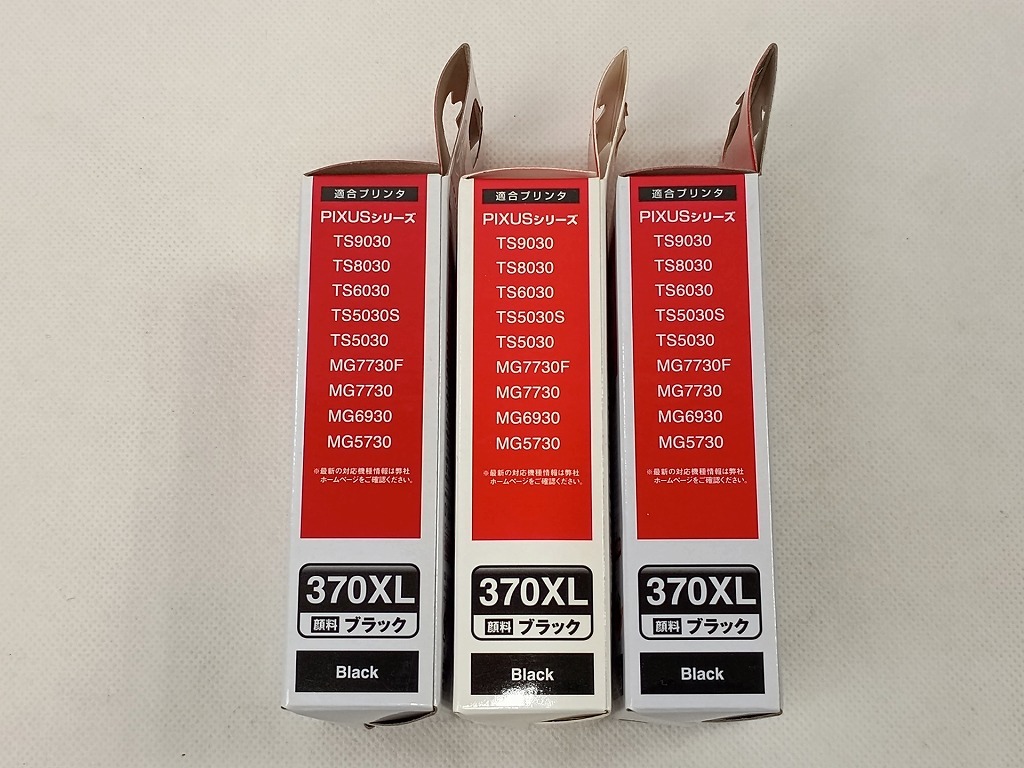 適合プリンタ
PIXUSシリーズ
TS9030
TS8030
TS6030
TS5030S
TS5030
MG7730F
MG7730
MG6930
MG5730
※最新の対応機種情報は弊社
ホームページをご確認ください。
370XL
顔料 ブラック
Black
適合プリンタ
PIXUSシリーズ
TS9030
TS8030
TS6030
TS5030S
TS5030
MG7730F
MG7730
MG6930
MG5730
※最新の対応機種情報は弊社
ホームページをご確認ください。
370XL
顔料 ブラック
Black
適合プリンタ
PIXUSシリーズ
TS9030
TS8030
TS6030
TS5030S
TS5030
MG7730F
MG7730
MG6930
MG5730
※最新の対応機種情報は弊社
ホームページをご確認ください。
370XL
顔料 ブラック
Black